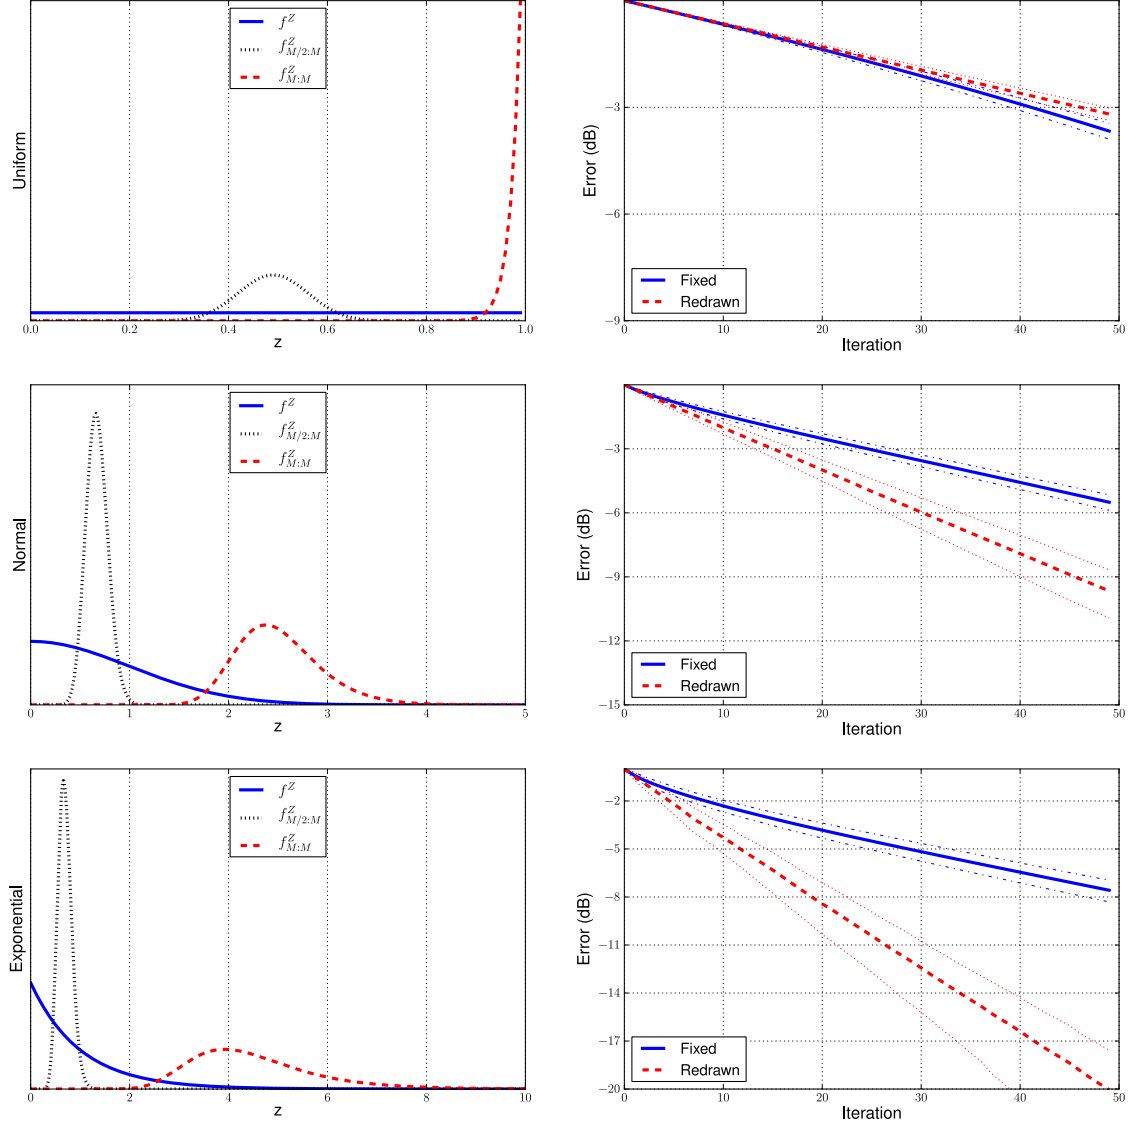 f^Z
f^Z_{M/2:M}
f^Z_{M:M}
Uniform
0.0 0.2 0.4 0.6 0.8 1.0
z
−3
−6
−9
Error (dB)
Fixed
Redrawn
0 10 20 30 40 50
Iteration
f^Z
f^Z_{M/2:M}
f^Z_{M:M}
Normal
0 1 2 3 4 5
z
−3
−6
−9
−12
−15
Error (dB)
Fixed
Redrawn
0 10 20 30 40 50
Iteration
f^Z
f^Z_{M/2:M}
f^Z_{M:M}
Exponential
0 2 4 6 8 10
z
−2
−5
−8
−11
−14
−17
−20
Error (dB)
Fixed
Redrawn
0 10 20 30 40 50
Iteration